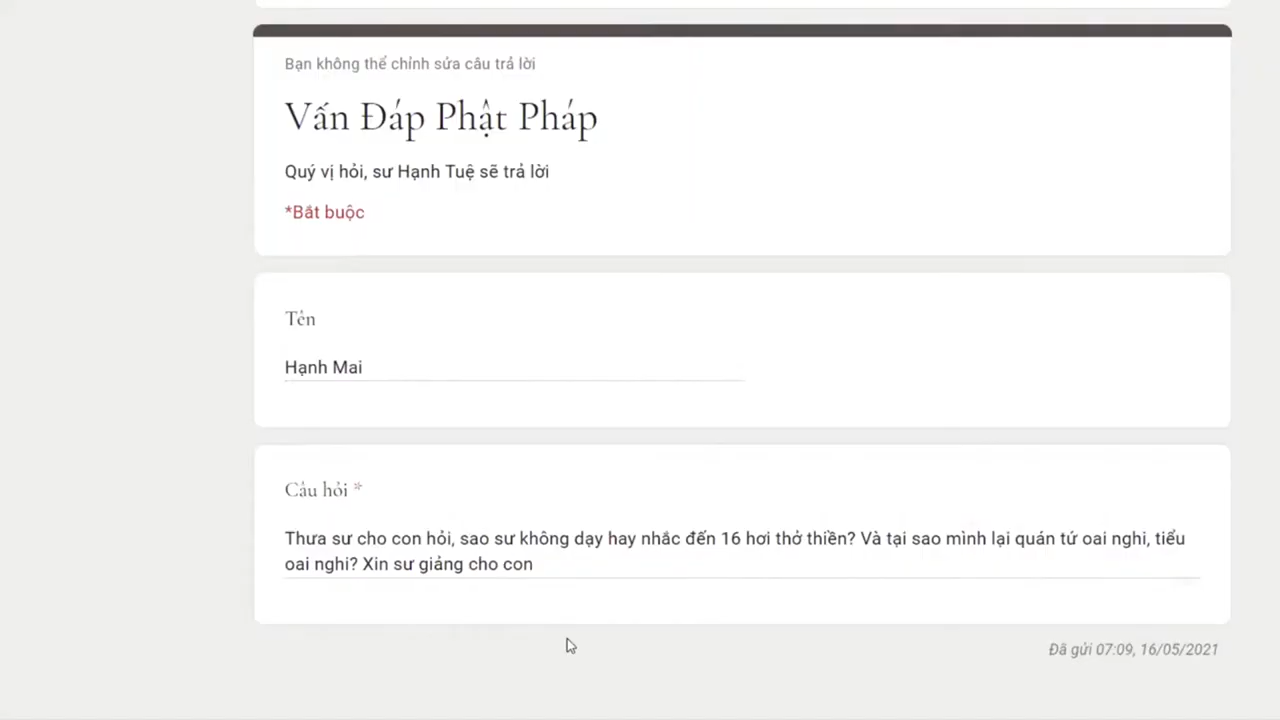 Bạn không thể chỉnh sửa câu trả lời
Vấn Đáp Phật Pháp
Quý vị hỏi, sư Hạnh Tuệ sẽ trả lời
*Bắt buộc
Tên
Hạnh Mai
Câu hỏi *
Thưa sư cho con hỏi, sao sư không dạy hay nhắc đến 16 hơi thở thiền? Và tại sao mình lại quán tứ oai nghi, tiểu
oai nghi? Xin sư giảng cho con
Đã gửi 07:09, 16/05/2021